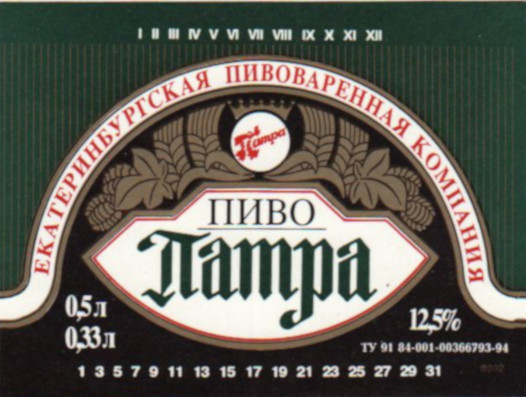 I II III IV V VI VII VIII IX X XI XII
ЕКАТЕРИНБУРГСКАЯ ПИВОВАРЕННАЯ КОМПАНИЯ
Патра
ПИВО
Патра
0,5 л
0,33 л
12,5%
ТУ 91 84-001-00366793-94
1 3 5 7 9 11 13 15 17 19 21 23 25 27 29 31